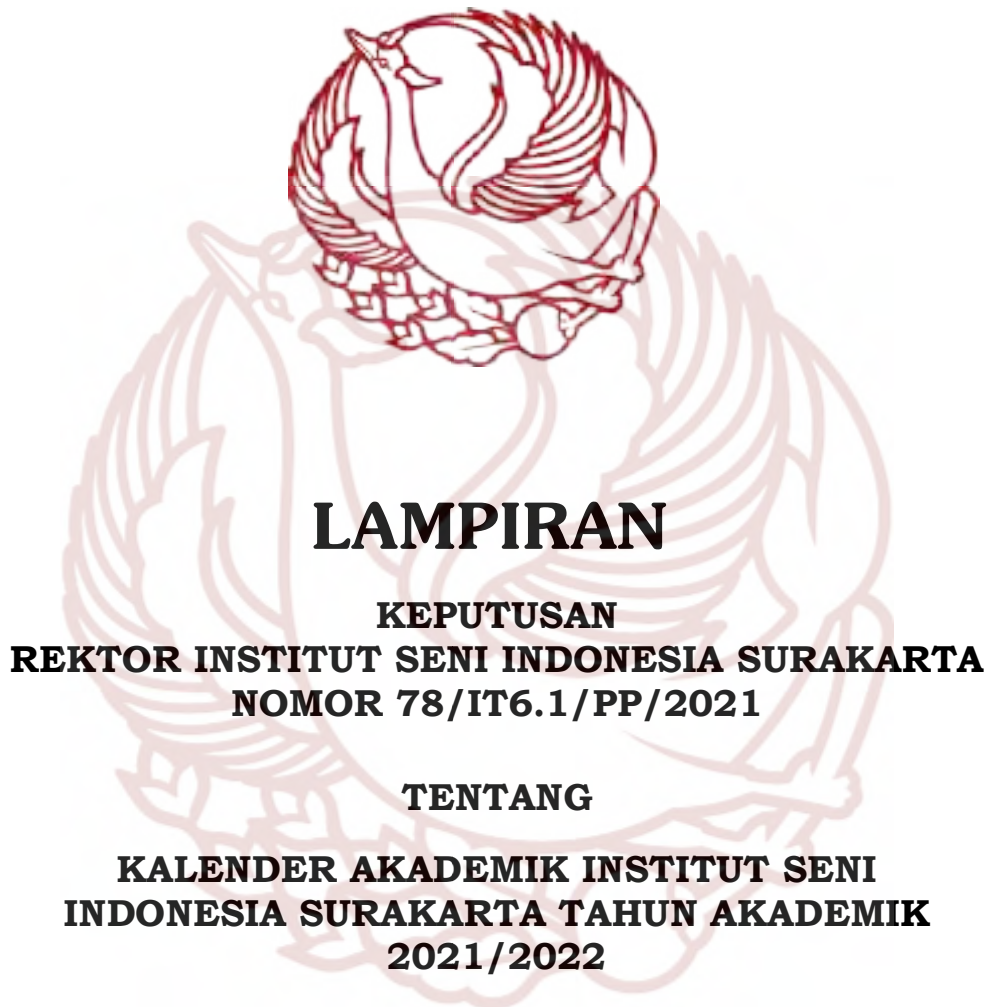 LAMPIRAN
KEPUTUSAN
REKTOR INSTITUT SENI INDONESIA SURAKARTA
NOMOR 78/IT6.1/PP/2021
TENTANG
KALENDER AKADEMIK INSTITUT SENI
INDONESIA SURAKARTA TAHUN AKADEMIK
2021/2022